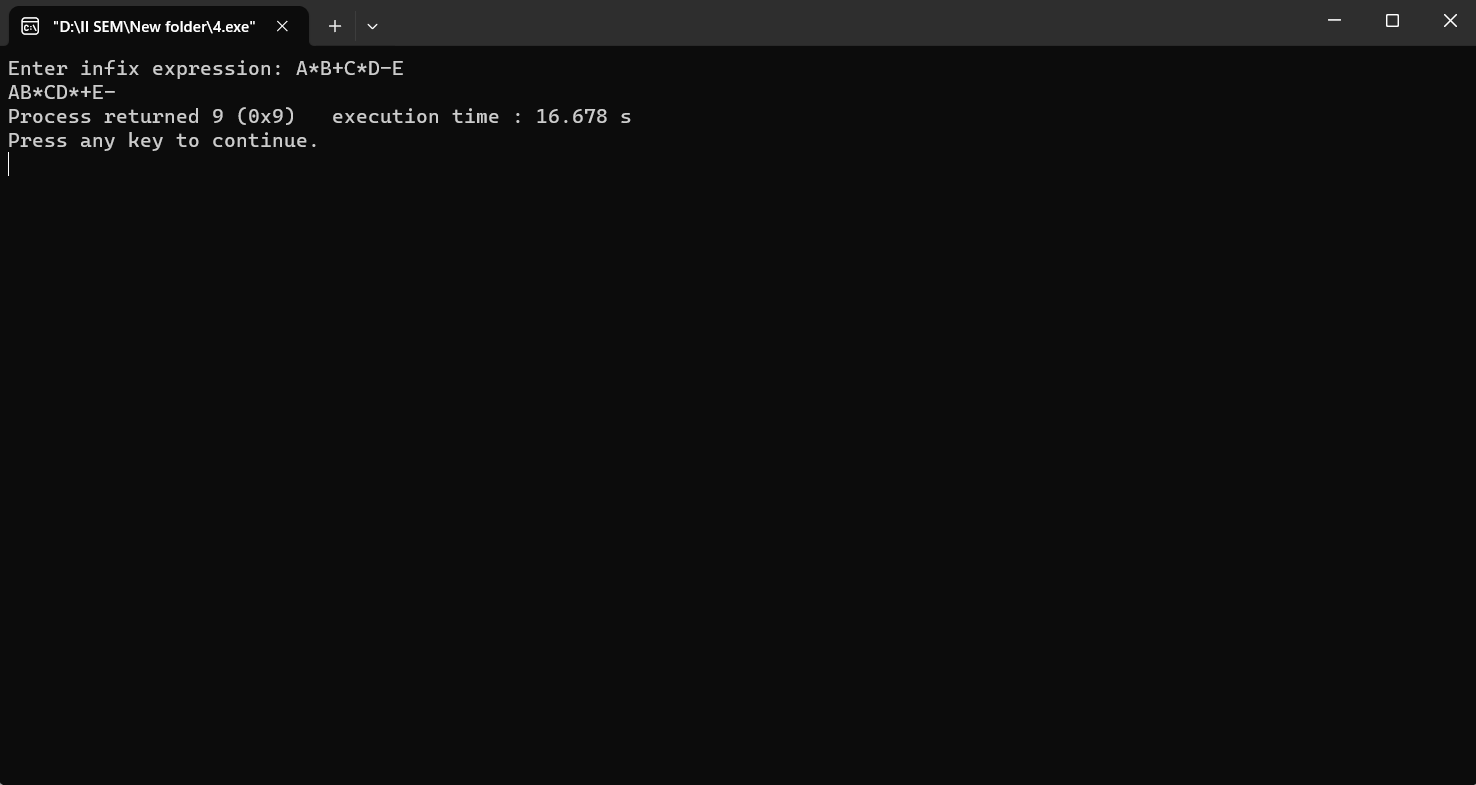 "D:\II SEM\New folder\4.exe"
Enter infix expression: A*B+C*D-E
AB*CD*+E-
Process returned 9 (0x9)   execution time : 16.678 s
Press any key to continue.